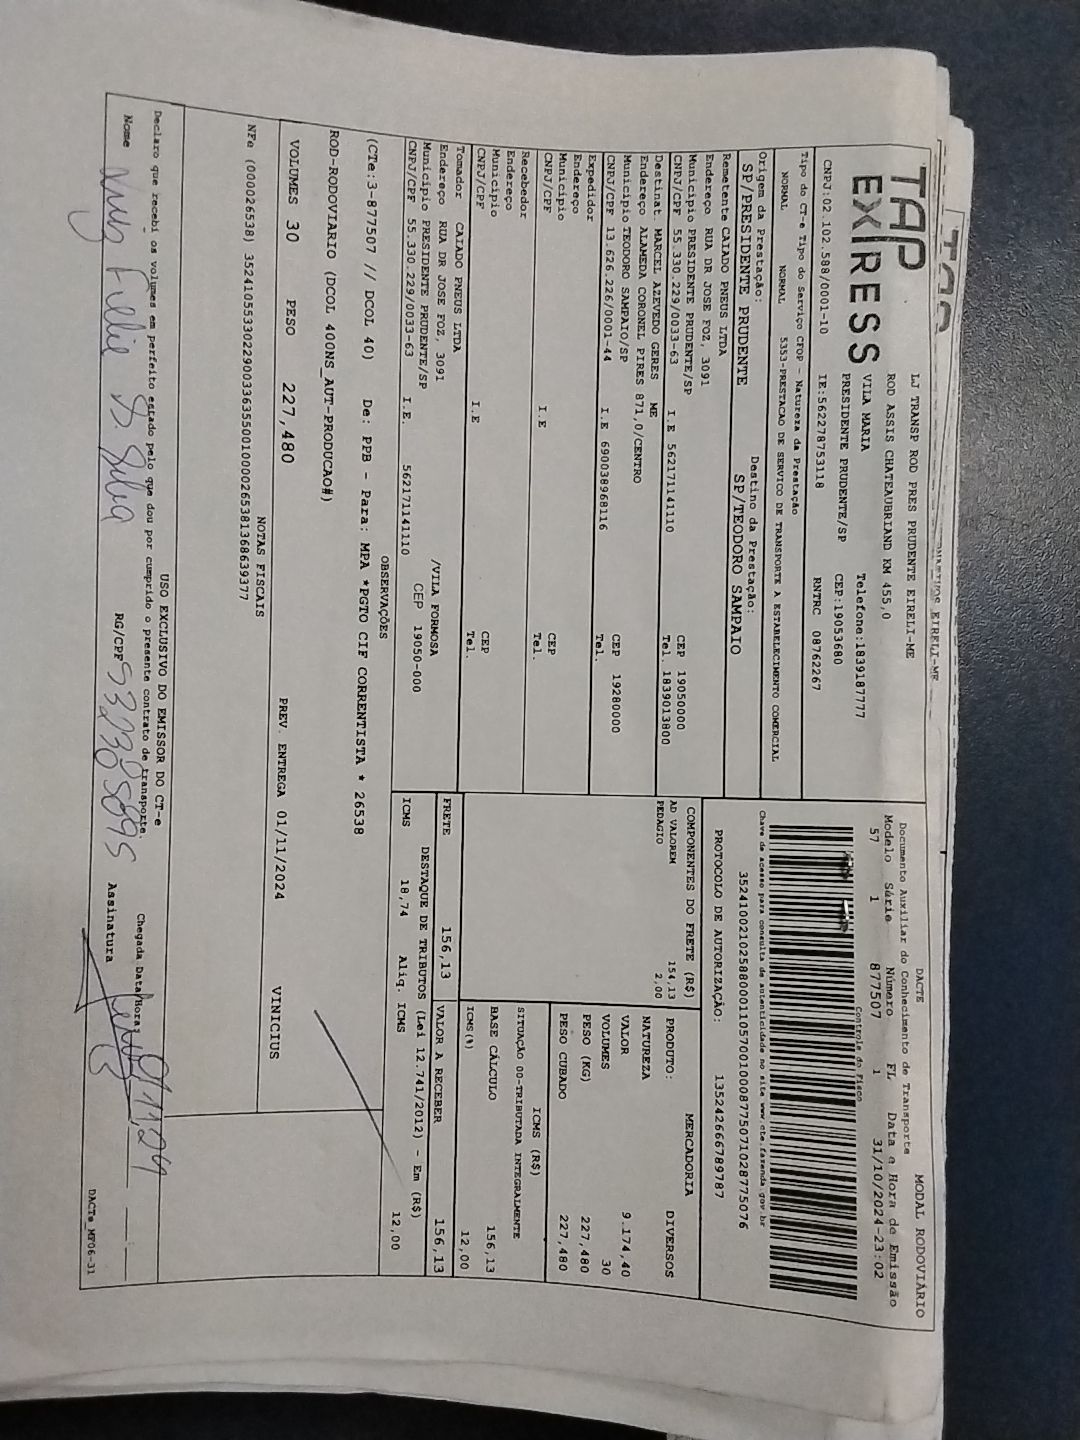 TAP
EXPRESS
LJ TRANSP ROD PRES PRUDENTE EIRELI-ME
ROD ASSIS CHATEAUBRIAND KM 455,0
VILA MARIA Telefone:1839187777
PRESIDENTE PRUDENTE/SP CEP:19053680
CNPJ:02.102.588/0001-10 IE:562278753118 RNTRC 08762267
Tipo do CT-e Tipo do Serviço CFOP - Natureza da Prestação
NORMAL NORMAL 5353-PRESTACAO DE SERVICO DE TRANSPORTE A ESTABELECIMENTO COMERCIAL
Origem da Prestação: Destino da Prestação:
SP/PRESIDENTE PRUDENTE SP/TEODORO SAMPAIO
Remetente CAIADO PNEUS LTDA
Endereço RUA DR JOSE FOZ, 3091
Município PRESIDENTE PRUDENTE/SP CEP 19050000
CNPJ/CPF 55.330.229/0033-63 I.E 562171141110 Tel. 1839013800
Destinat. MARCEL AZEVEDO GERES ME
Endereço ALAMEDA CORONEL PIRES 871,0/CENTRO
Município TEODORO SAMPAIO/SP CEP 19280000
CNPJ/CPF 13.626.226/0001-44 I.E 690038968116 Tel.
Expedidor
Endereço
Município CEP
CNPJ/CPF I.E Tel.
Recebedor
Endereço
Município CEP
CNPJ/CPF I.E Tel.
Tomador CAIADO PNEUS LTDA
Endereço RUA DR JOSE FOZ, 3091 /VILA FORMOSA
Município PRESIDENTE PRUDENTE/SP CEP 19050-000
CNPJ/CPF 55.330.229/0033-63 I.E. 562171141110
MODAL RODOVIÁRIO
DACTE
Documento Auxiliar do Conhecimento de Transporte
Modelo Série Número FL Data e Hora de Emissão
57 1 877507 1 31/10/2024-23:02
Controle do Fisco
Chave de acesso para consulta de autenticidade no site www.cte.fazenda.gov.br
35241002102588000110570010008775071028775076
PROTOCOLO DE AUTORIZAÇÃO: 135242666789787
COMPONENTES DO FRETE (R$)
AD VALOREM 154,13
PEDAGIO 2,00
PRODUTO: MERCADORIA
NATUREZA DIVERSOS
VALOR 9.174,40
VOLUMES 30
PESO (KG) 227,480
PESO CUBADO 227,480
ICMS (R$)
SITUAÇÃO 00-TRIBUTADA INTEGRALMENTE
BASE CÁLCULO 156,13
ICMS(%) 12,00
FRETE 156,13 VALOR A RECEBER 156,13
DESTAQUE DE TRIBUTOS (Lei 12.741/2012) - Em (R$)
ICMS 18,74 Aliq. ICMS 12,00
OBSERVAÇÕES
(CTe:3-877507 // DCOL 40) De: PPB - Para: MPA *PGTO CIF CORRENTISTA * 26538
ROD-RODOVIARIO (DCOL 400NS_AUT-PRODUCAO#)
VOLUMES 30 PESO 227,480 PREV. ENTREGA 01/11/2024 VINICIUS
NOTAS FISCAIS
NFe (000026538) 35241055330229003363550010000265381368639377
USO EXCLUSIVO DO EMISSOR DO CT-e
Declaro que recebi os volumes em perfeito estado pelo que dou por cumprido o presente contrato de transporte.
Chegada Data/Hora:
Nome RG/CPF Assinatura
DACTe_MF06-31